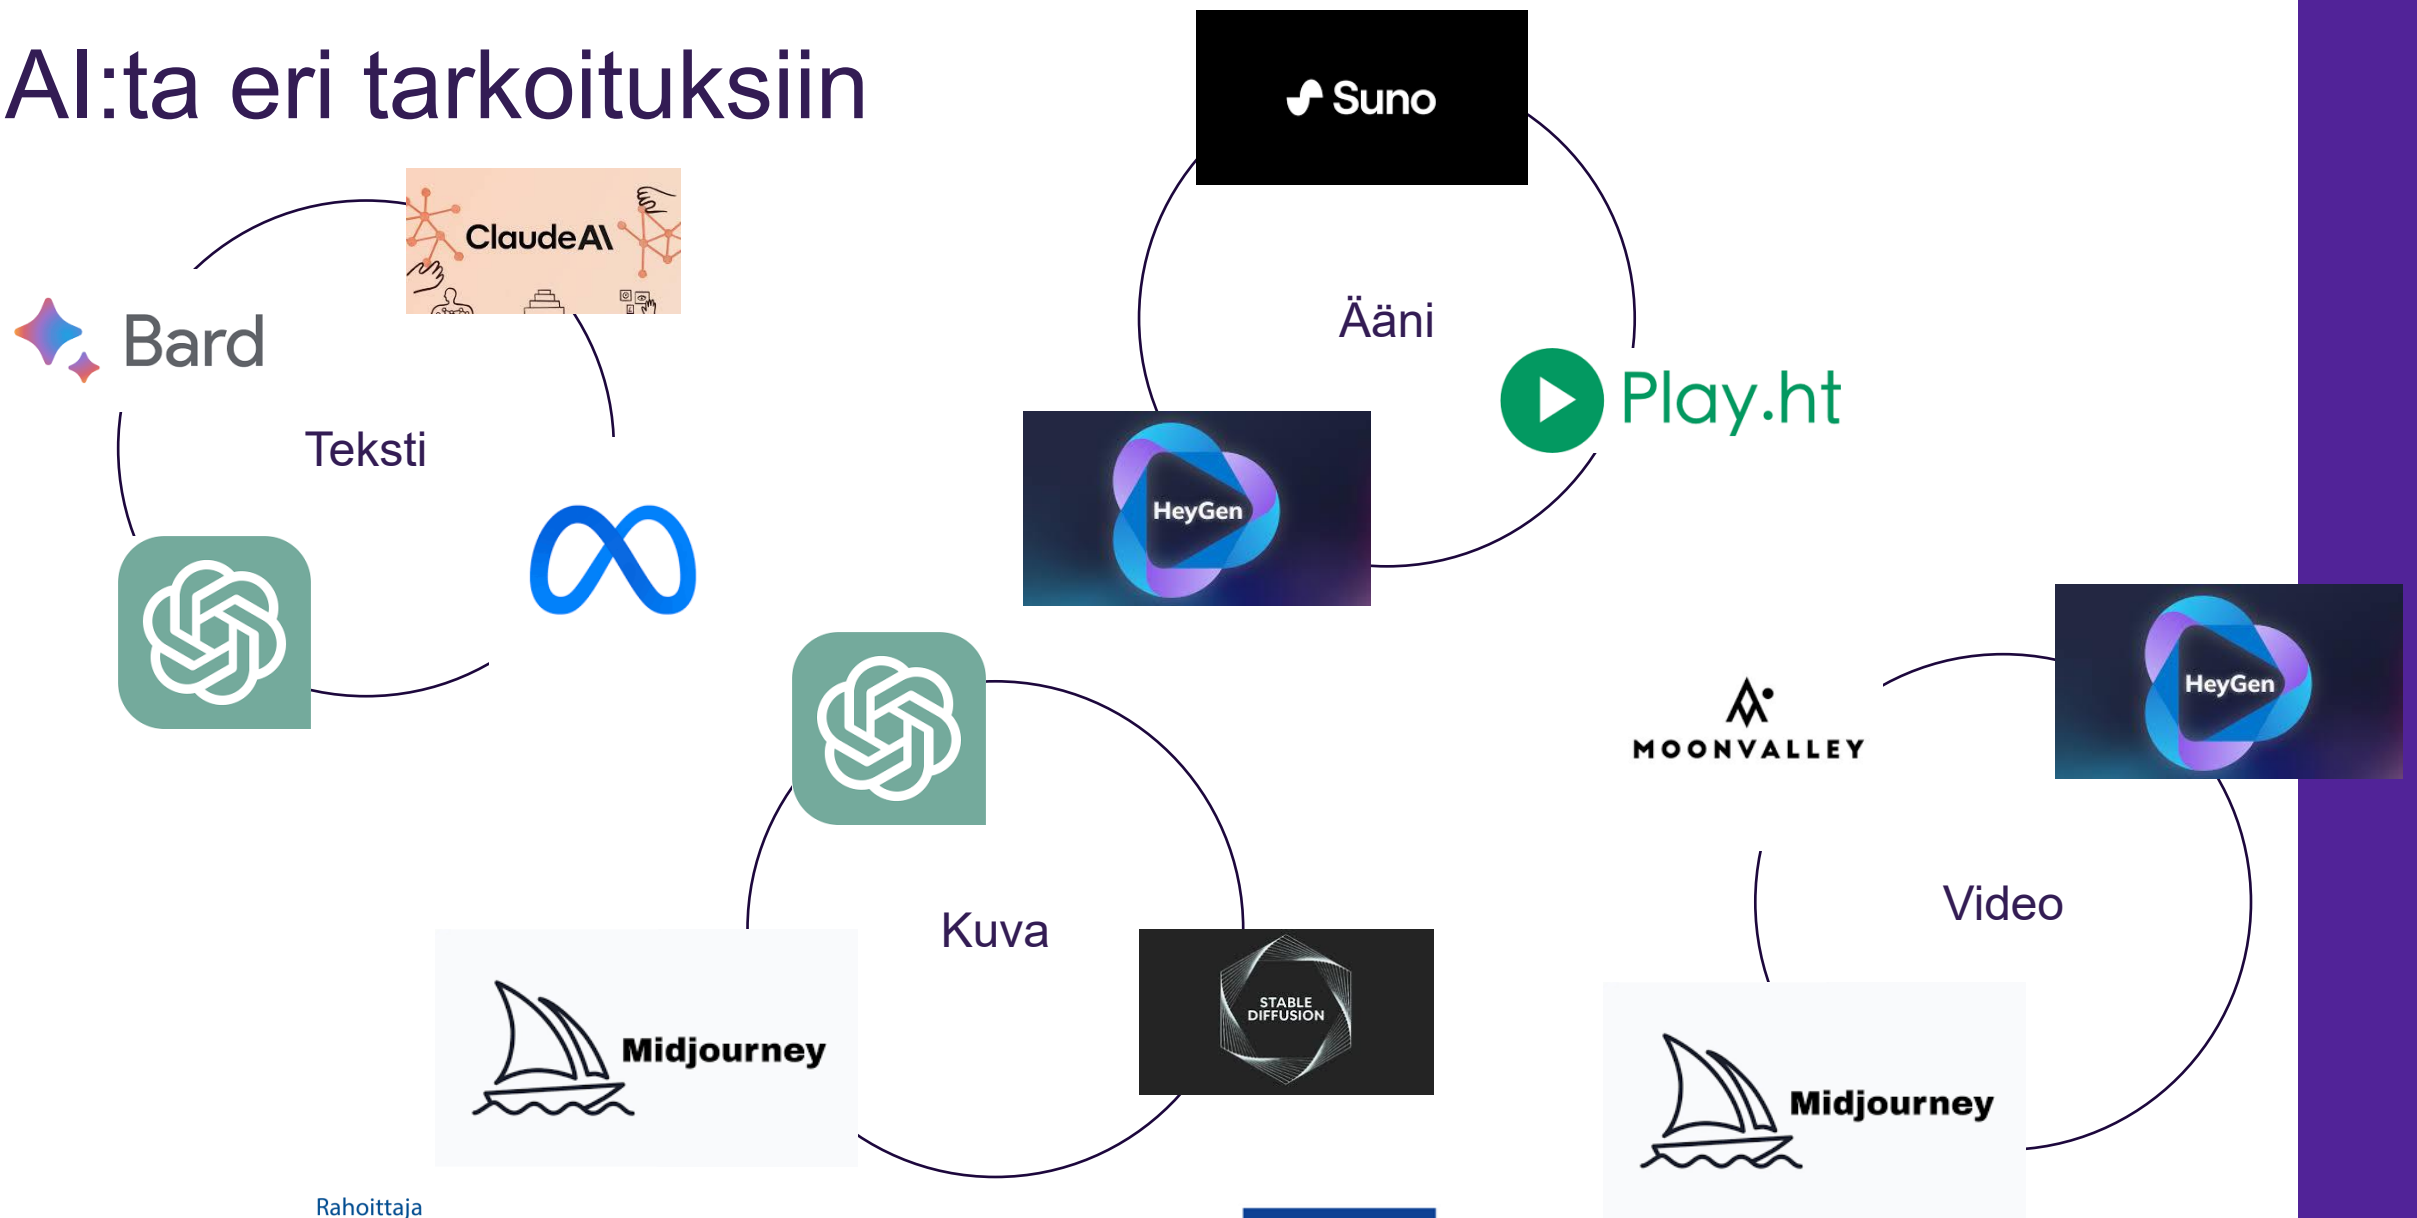 AI:ta eri tarkoituksiin
Suno
ClaudeAI
Bard
Ääni
Play.ht
Teksti
HeyGen
HeyGen
MOONVALLEY
Video
Kuva
STABLE
DIFFUSION
Midjourney
Midjourney
Rahoittaja